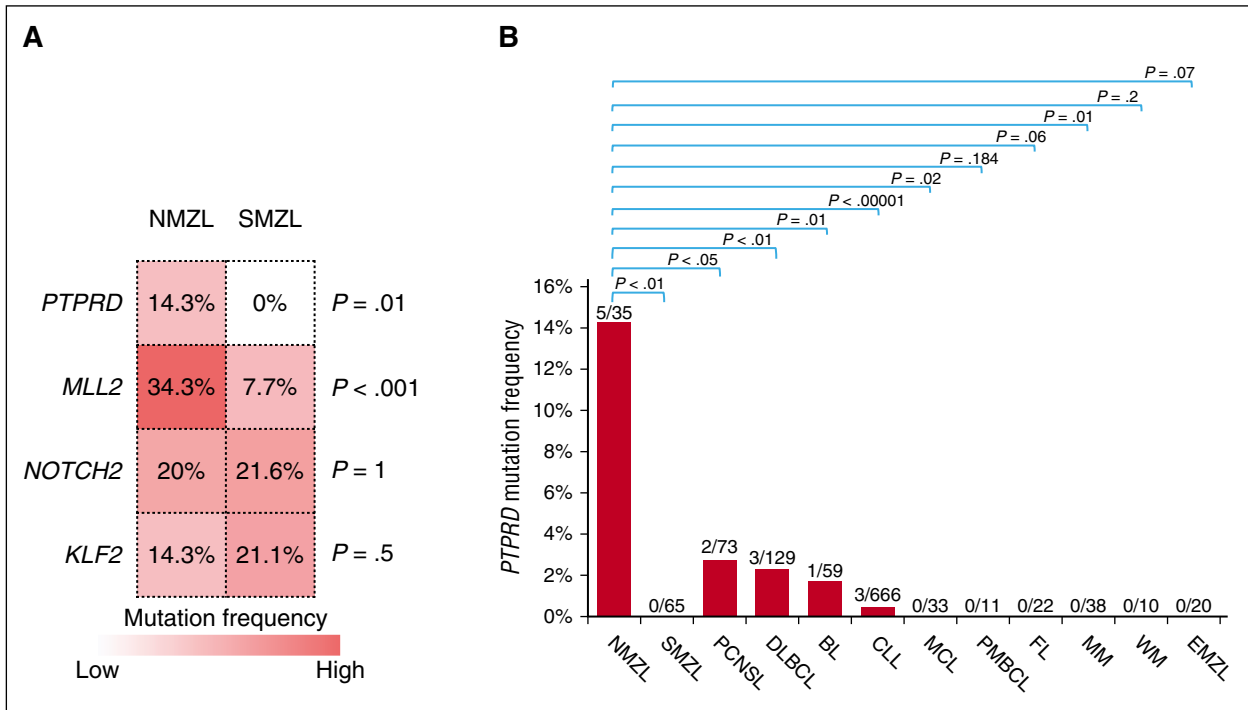 A
NMZL SMZL
PTPRD 14.3% 0% P = .01
MLL2 34.3% 7.7% P < .001
NOTCH2 20% 21.6% P = 1
KLF2 14.3% 21.1% P = .5
Mutation frequency
Low High
B
P = .07
P = .2
P = .01
P = .06
P = .184
P = .02
P < .00001
P = .01
P < .01
P < .05
P < .01
PTPRD mutation frequency
16%
14%
12%
10%
8%
6%
4%
2%
0%
5/35 0/65 2/73 3/129 1/59 3/666 0/33 0/11 0/22 0/38 0/10 0/20
NMZL SMZL PCNSL DLBCL BL CLL MCL PMBCL FL MM WM EMZL